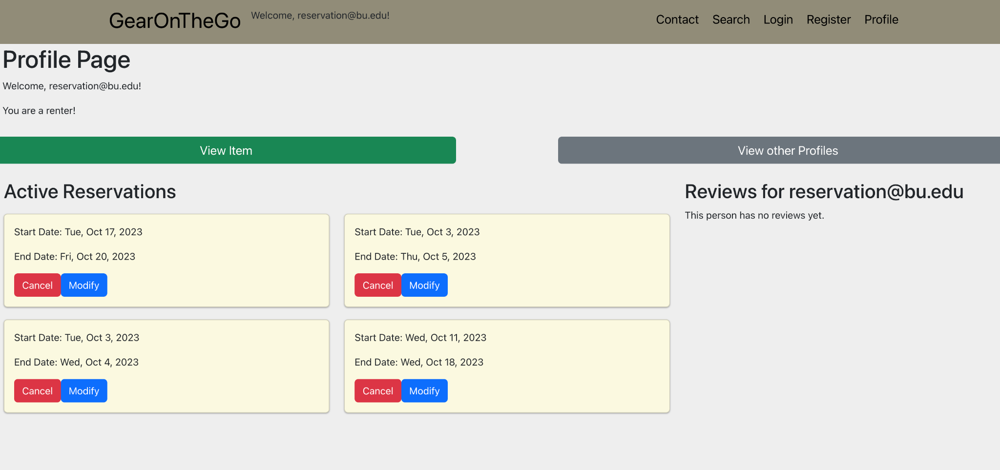 GearOnTheGo
Welcome, reservation@bu.edu!
Contact
Search
Login
Register
Profile
Profile Page
Welcome, reservation@bu.edu!
You are a renter!
View Item
View other Profiles
Active Reservations
Start Date: Tue, Oct 17, 2023
End Date: Fri, Oct 20, 2023
Cancel
Modify
Start Date: Tue, Oct 3, 2023
End Date: Thu, Oct 5, 2023
Cancel
Modify
Start Date: Tue, Oct 3, 2023
End Date: Wed, Oct 4, 2023
Cancel
Modify
Start Date: Wed, Oct 11, 2023
End Date: Wed, Oct 18, 2023
Cancel
Modify
Reviews for reservation@bu.edu
This person has no reviews yet.